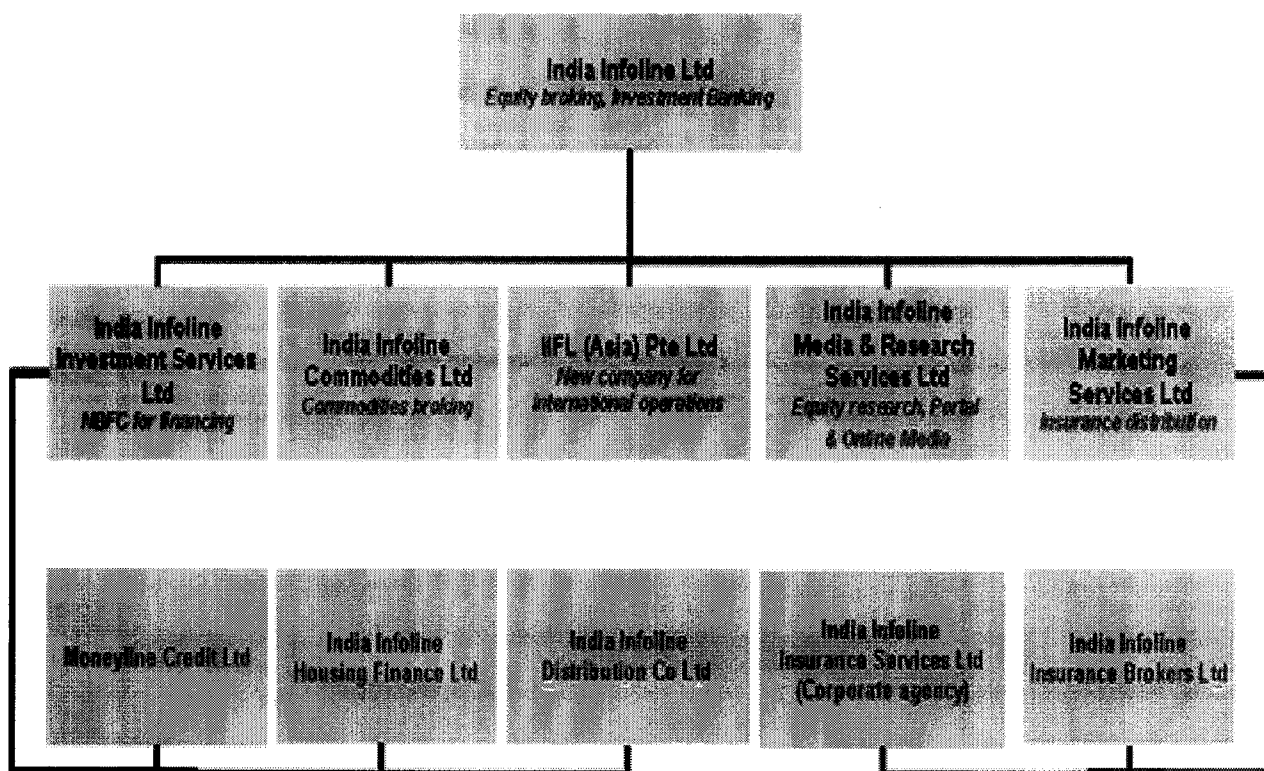 India Infoline Ltd
Equity broking, Investment Banking
India Infoline
Investment Services
Ltd
NBFC for financing
India Infoline
Commodities Ltd
Commodities broking
IIFL (Asia) Pte Ltd
New company for
international operations
India Infoline
Media & Research
Services Ltd
Equity research, Portal
& Online Media
India Infoline
Marketing
Services Ltd
Insurance distribution
Moneyline Credit Ltd
India Infoline
Housing Finance Ltd
India Infoline
Distribution Co Ltd
India Infoline
Insurance Services Ltd
(Corporate agency)
India Infoline
Insurance Brokers Ltd